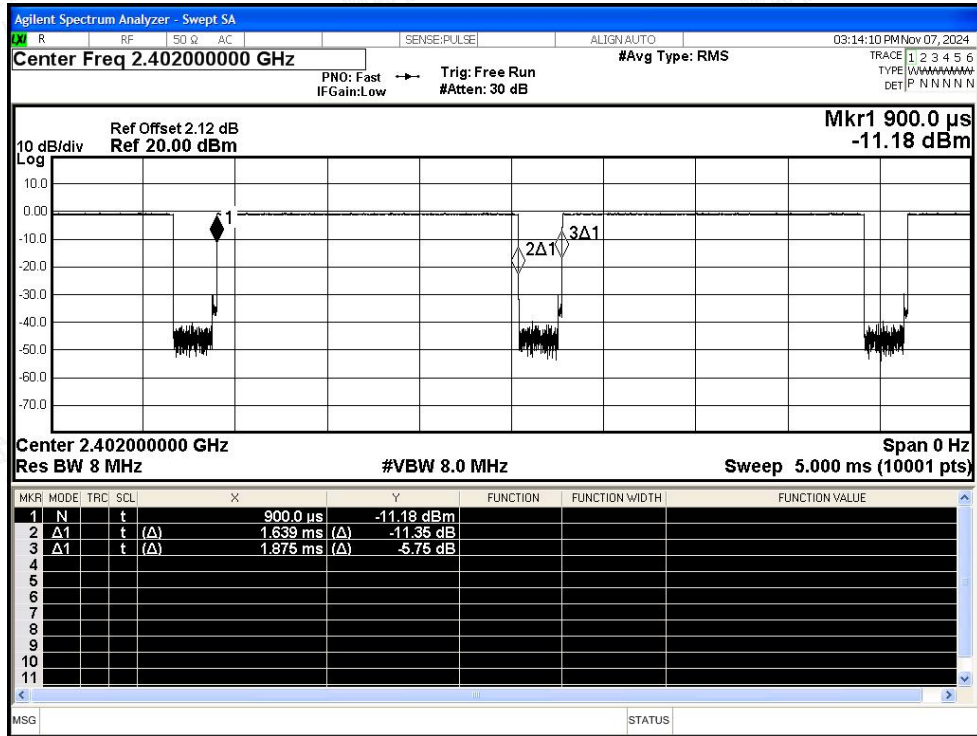 Agilent Spectrum Analyzer - Swept SA
LXI R RF 50 Ω AC SENSE:PULSE ALIGN AUTO 03:14:10 PM Nov 07, 2024
Center Freq 2.402000000 GHz #Avg Type: RMS TRACE 1 2 3 4 5 6
PNO: Fast Trig: Free Run TYPE WWWWWW
IFGain:Low #Atten: 30 dB DET P N N N N N
Mkr1 900.0 µs
Ref Offset 2.12 dB
10 dB/div Ref 20.00 dBm -11.18 dBm
Log
10.0
0.00
1
-10.0
2Δ1 3Δ1
-20.0
-30.0
-40.0
-50.0
-60.0
-70.0
Center 2.402000000 GHz Span 0 Hz
Res BW 8 MHz #VBW 8.0 MHz Sweep 5.000 ms (10001 pts)
MKR MODE TRC SCL X Y FUNCTION FUNCTION WIDTH FUNCTION VALUE
1 N t 900.0 µs -11.18 dBm
2 Δ1 t (Δ) 1.639 ms (Δ) -11.35 dB
3 Δ1 t (Δ) 1.875 ms (Δ) -5.75 dB
4
5
6
7
8
9
10
11
MSG STATUS